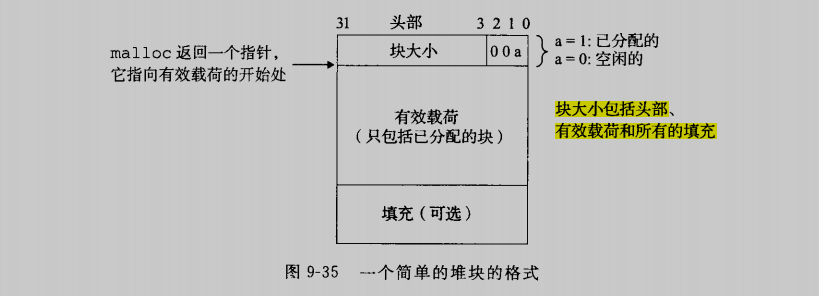 31 头部 3 2 1 0
malloc 返回一个指针，
它指向有效载荷的开始处
块大小 0 0 a
a = 1: 已分配的
a = 0: 空闲的
有效载荷
（只包括已分配的块）
块大小包括头部、
有效载荷和所有的填充
填充（可选）
图 9-35 一个简单的堆块的格式